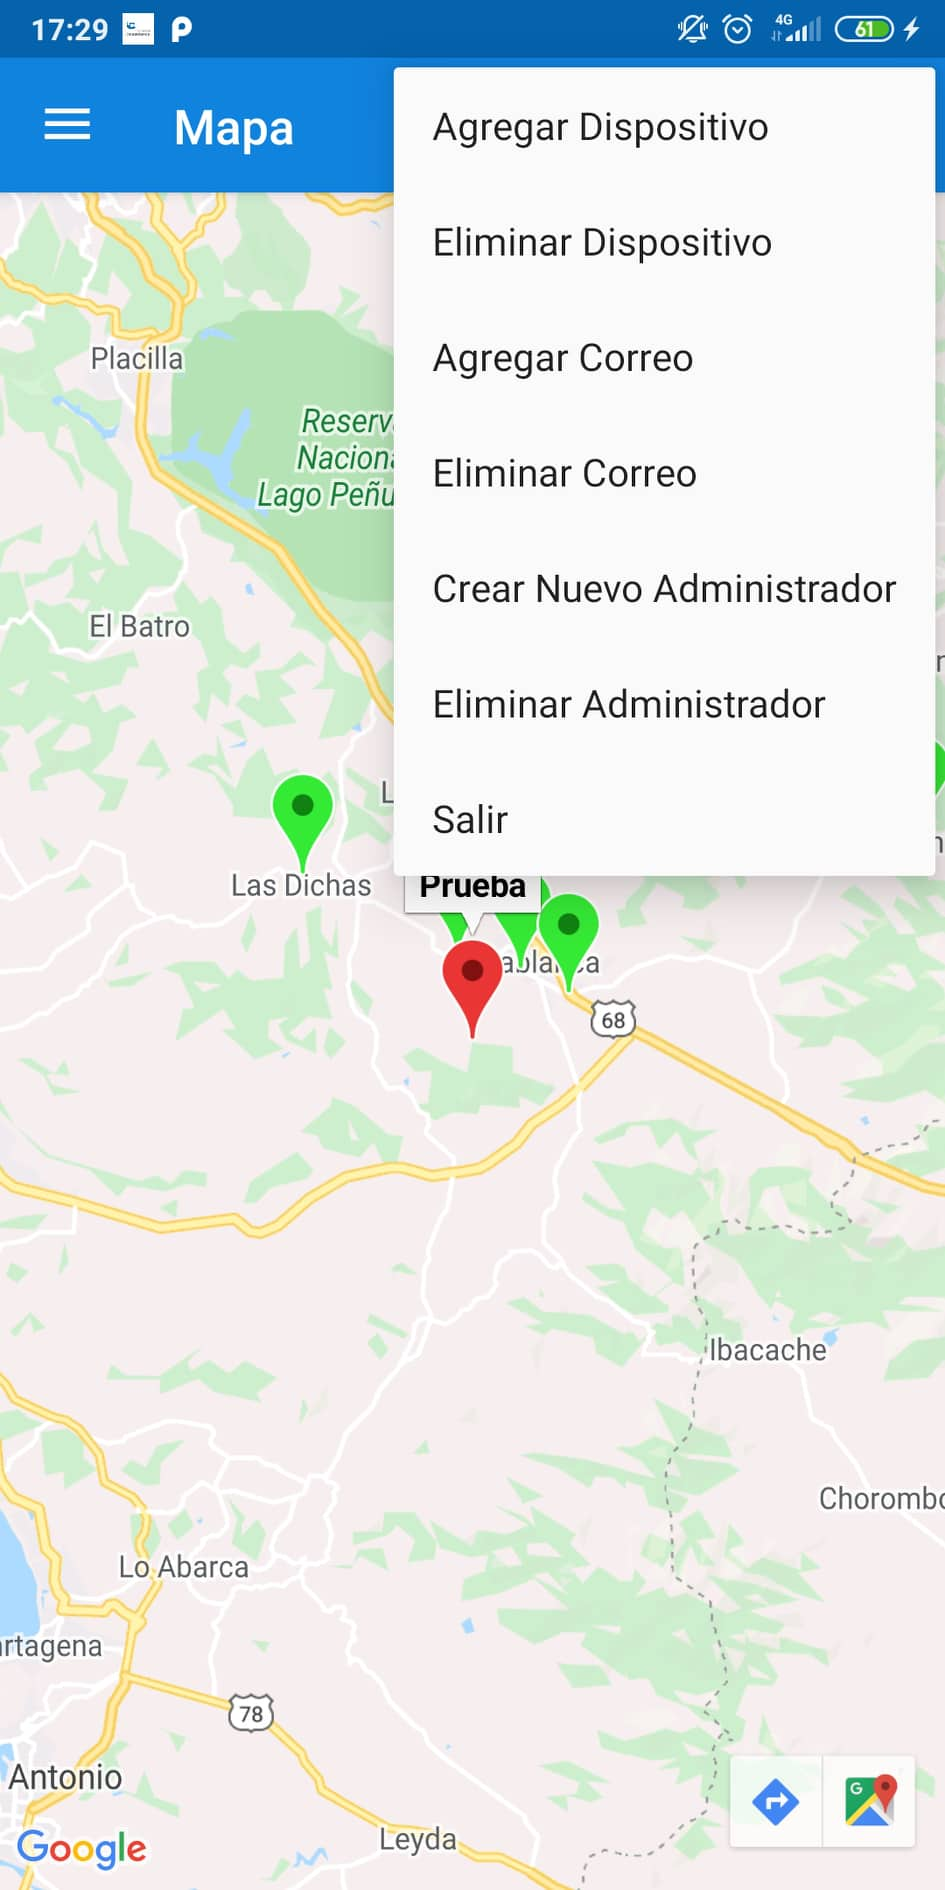 17:29
4G
61
Mapa
Agregar Dispositivo
Eliminar Dispositivo
Agregar Correo
Eliminar Correo
Crear Nuevo Administrador
Eliminar Administrador
Salir
Placilla
Reserv
Nacion
Lago Peñu
El Batro
Las Dichas
Prueba
68
Ibacache
Chorombo
Lo Abarca
rtagena
78
Antonio
Google
Leyda
G